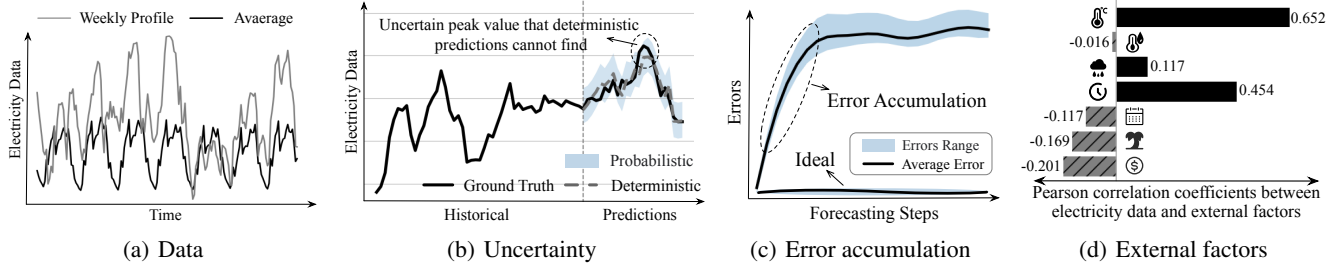 Weekly Profile
Avaerage
Electricity Data
Time
(a) Data
Uncertain peak value that deterministic
predictions cannot find
Electricity Data
Probabilistic
Ground Truth
Deterministic
Historical
Predictions
(b) Uncertainty
Errors
Error Accumulation
Errors Range
Average Error
Ideal
Forecasting Steps
(c) Error accumulation
°C
0.652
-0.016
0.117
0.454
-0.117
-0.169
-0.201
$
Pearson correlation coefficients between
electricity data and external factors
(d) External factors